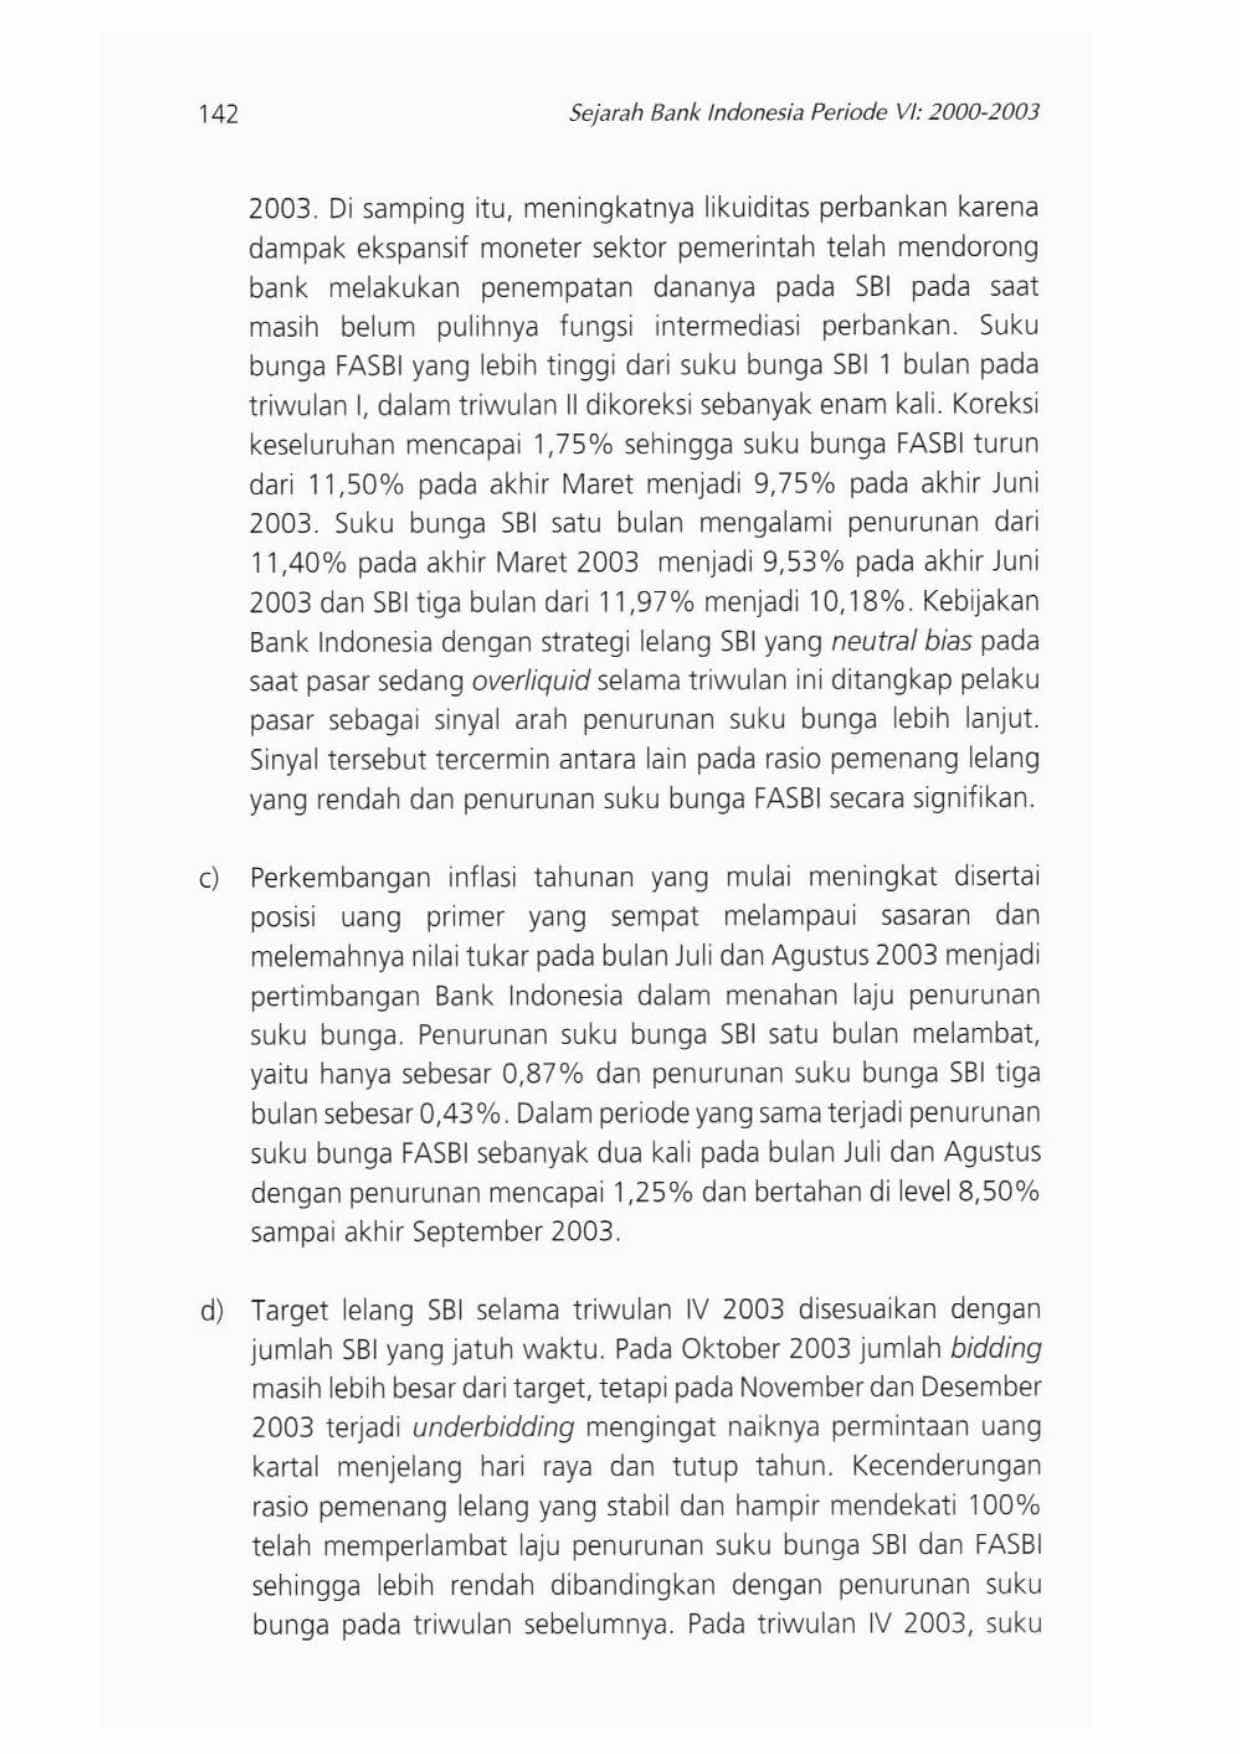 142
Sejarah Bank Indonesia Periode VI: 2000-2003
2003. Di samping itu, meningkatnya likuiditas perbankan karena
dampak ekspansif moneter sektor pemerintah telah mendorong
bank melakukan penempatan dananya pada SBI pada saat
masih belum pulihnya fungsi intermediasi perbankan. Suku
bunga FASBI yang lebih tinggi dari suku bunga SBI 1 bulan pada
triwulan I, dalam triwulan II dikoreksi sebanyak enam kali. Koreksi
keseluruhan mencapai 1,75% sehingga suku bunga FASBI turun
dari 11,50% pada akhir Maret menjadi 9,75% pada akhir Juni
2003. Suku bunga SBI satu bulan mengalami penurunan dari
11,40% pada akhir Maret 2003 menjadi 9,53% pada akhir Juni
2003 dan SBI tiga bulan dari 11,97% menjadi 10,18%. Kebijakan
Bank Indonesia dengan strategi lelang SBI yang neutral bias pada
saat pasar sedang overliquid selama triwulan ini ditangkap pelaku
pasar sebagai sinyal arah penurunan suku bunga lebih lanjut.
Sinyal tersebut tercermin antara lain pada rasio pemenang lelang
yang rendah dan penurunan suku bunga FASBI secara signifikan.
c) Perkembangan inflasi tahunan yang mulai meningkat disertai
posisi uang primer yang sempat melampaui sasaran dan
melemahnya nilai tukar pada bulan Juli dan Agustus 2003 menjadi
pertimbangan Bank Indonesia dalam menahan laju penurunan
suku bunga. Penurunan suku bunga SBI satu bulan melambat,
yaitu hanya sebesar 0,87% dan penurunan suku bunga SBI tiga
bulan sebesar 0,43%. Dalam periode yang sama terjadi penurunan
suku bunga FASBI sebanyak dua kali pada bulan Juli dan Agustus
dengan penurunan mencapai 1,25% dan bertahan di level 8,50%
sampai akhir September 2003.
d) Target lelang SBI selama triwulan IV 2003 disesuaikan dengan
jumlah SBI yang jatuh waktu. Pada Oktober 2003 jumlah bidding
masih lebih besar dari target, tetapi pada November dan Desember
2003 terjadi underbidding mengingat naiknya permintaan uang
kartal menjelang hari raya dan tutup tahun. Kecenderungan
rasio pemenang lelang yang stabil dan hampir mendekati 100%
telah memperlambat laju penurunan suku bunga SBI dan FASBI
sehingga lebih rendah dibandingkan dengan penurunan suku
bunga pada triwulan sebelumnya. Pada triwulan IV 2003, suku